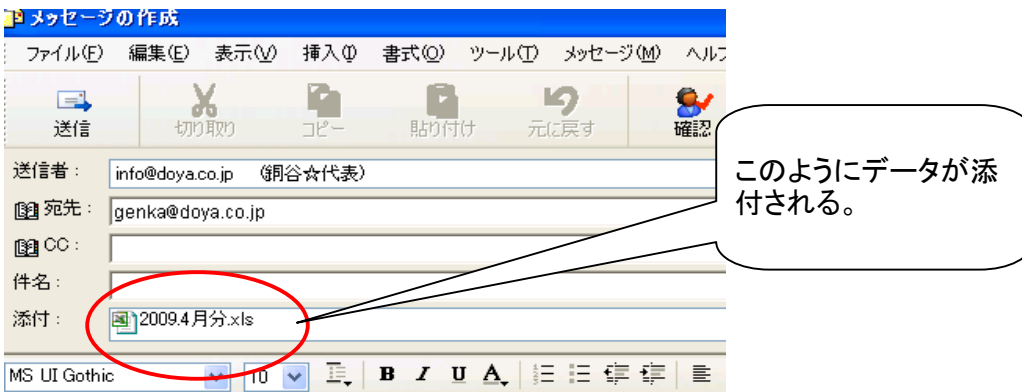 メッセージの作成
ファイル(F) 編集(E) 表示(V) 挿入(I) 書式(O) ツール(T) メッセージ(M) ヘルプ
送信 切り取り コピー 貼り付け 元に戻す 確認
送信者： info@doya.co.jp （銅谷☆代表）
宛先： genka@doya.co.jp
CC：
件名：
添付： 2009.4月分.xls
MS UI Gothic 10 B I U A
このようにデータが添
付される。